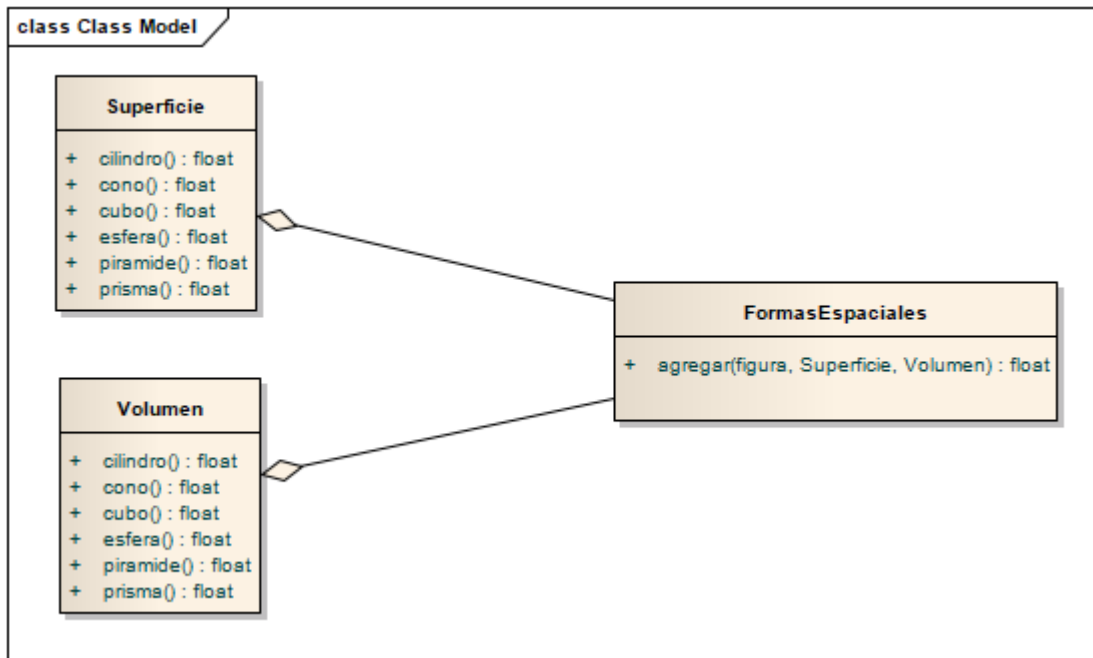 class Class Model
Superficie
+ cilindro() : float
+ cono() : float
+ cubo() : float
+ esfera() : float
+ piramide() : float
+ prisma() : float
FormasEspaciales
+ agregar(figura, Superficie, Volumen) : float
Volumen
+ cilindro() : float
+ cono() : float
+ cubo() : float
+ esfera() : float
+ piramide() : float
+ prisma() : float